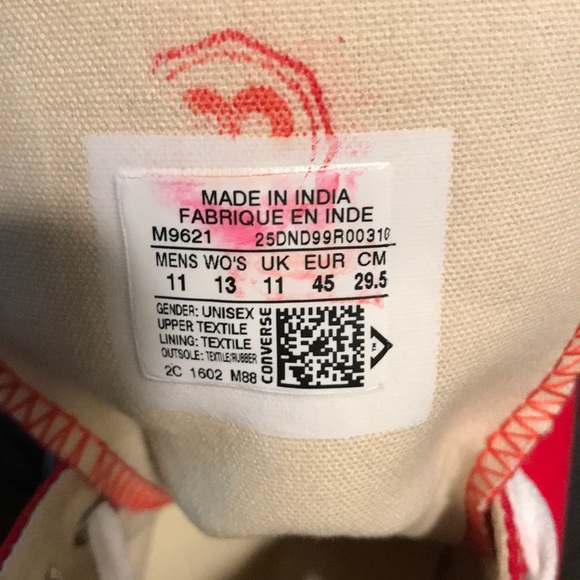 MADE IN INDIA
FABRIQUE EN INDE
M9621 25DND99R00310
MENS WO'S UK EUR CM
11 13 11 45 29.5
GENDER: UNISEX
UPPER TEXTILE
LINING: TEXTILE
OUTSOLE: TEXTILE/RUBBER
2C 1602 M88
CONVERSE